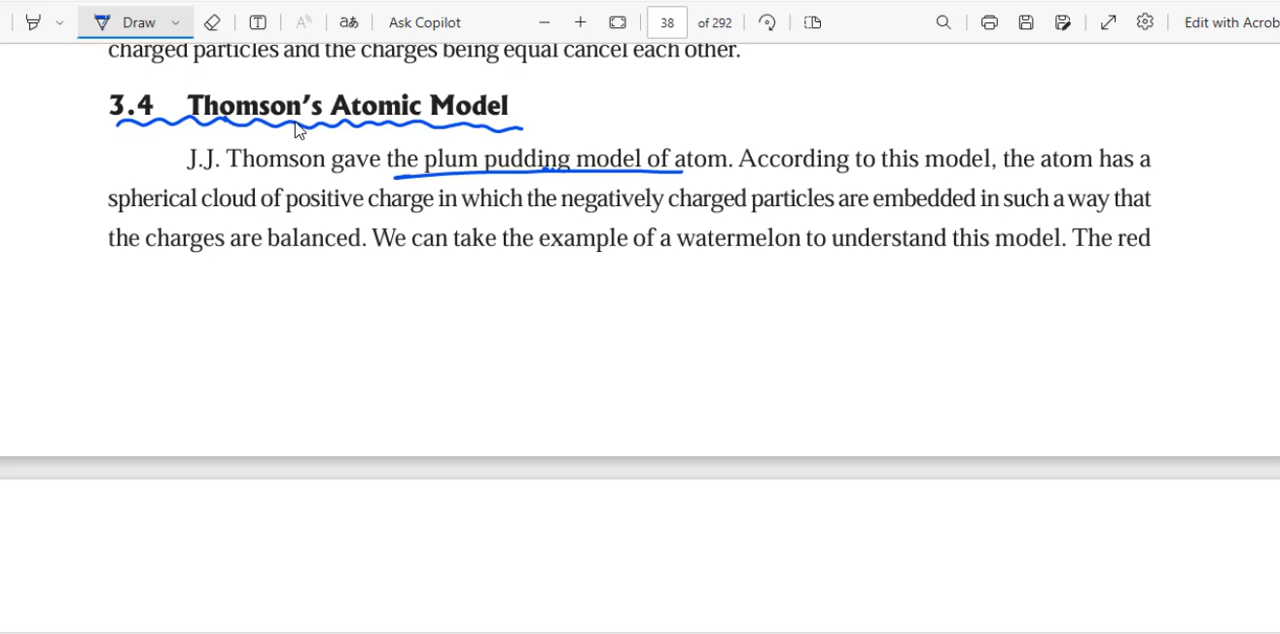 Draw
A
aあ
Ask Copilot
38
of 292
Edit with Acrob
charged particles and the charges being equal cancel each other.
3.4 Thomson's Atomic Model
J.J. Thomson gave the plum pudding model of atom. According to this model, the atom has a
spherical cloud of positive charge in which the negatively charged particles are embedded in such a way that
the charges are balanced. We can take the example of a watermelon to understand this model. The red